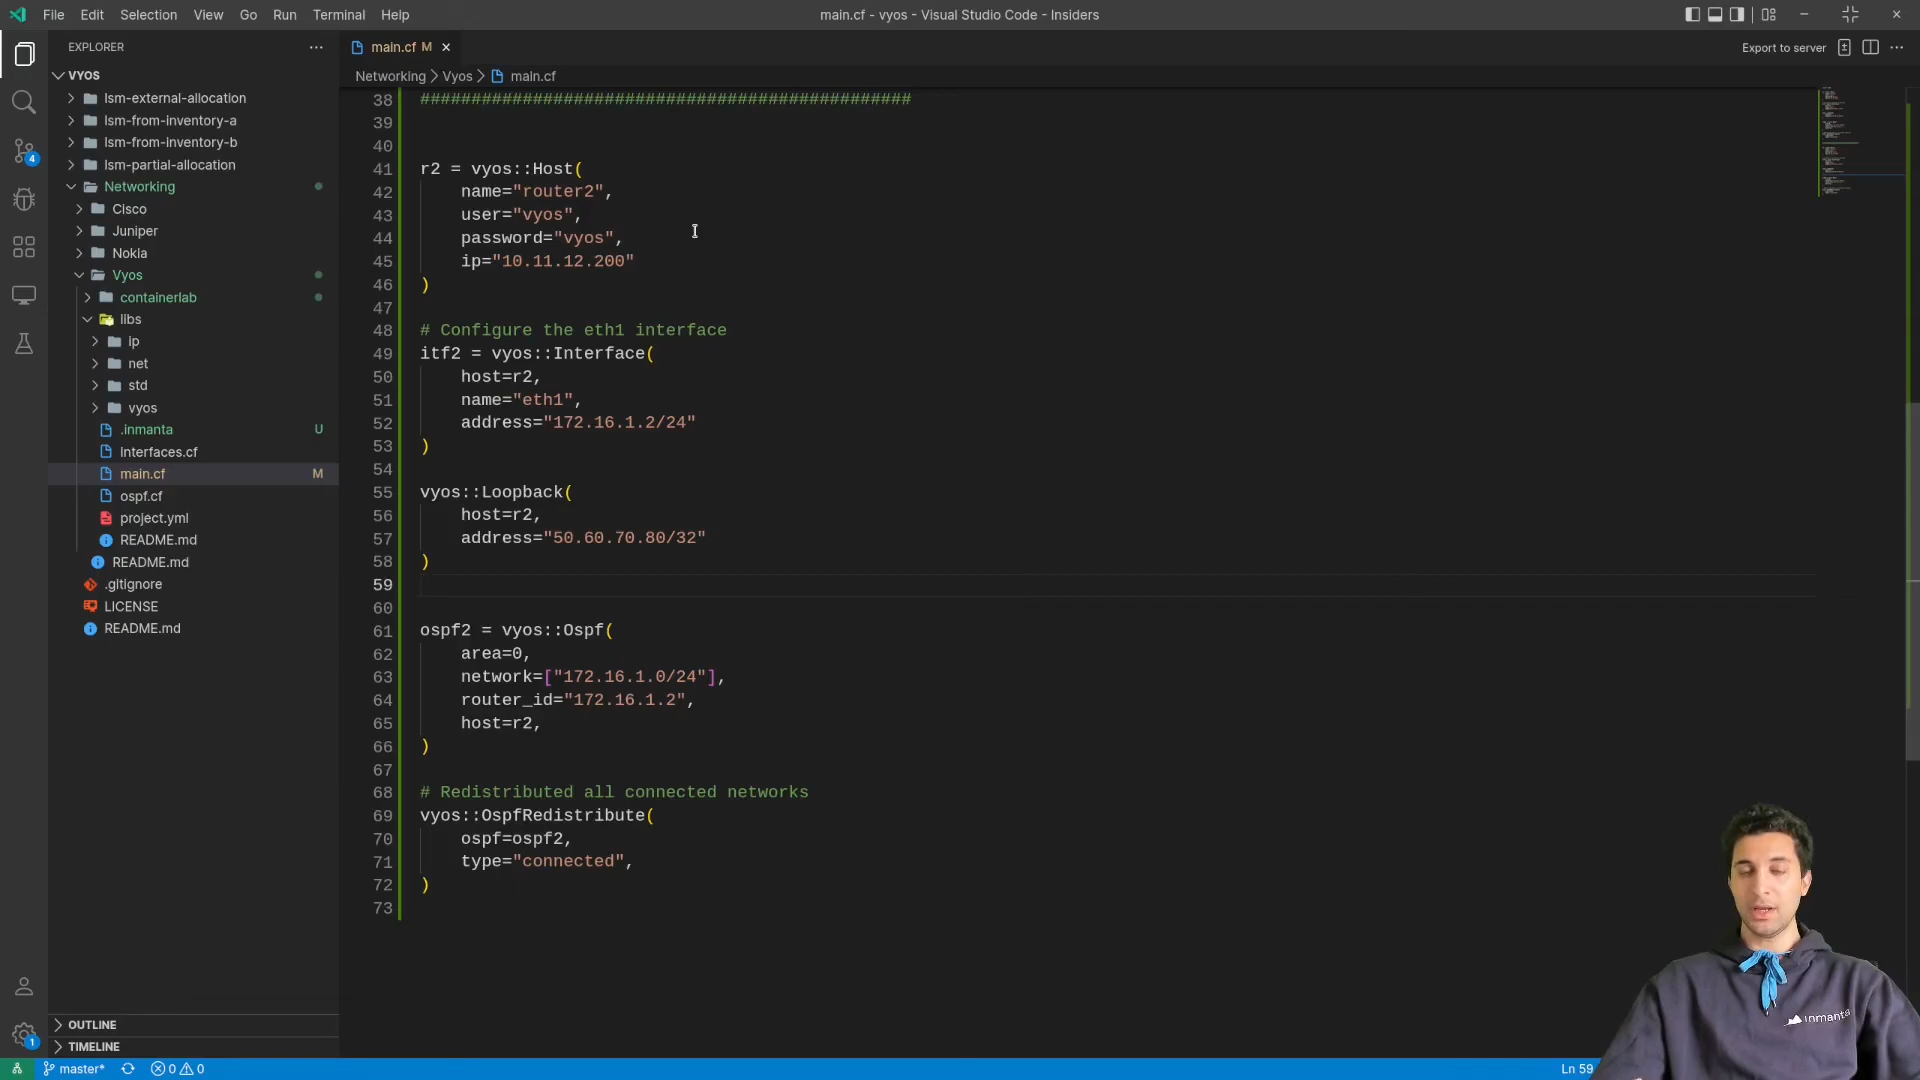 File Edit Selection View Go Run Terminal Help
main.cf - vyos - Visual Studio Code - Insiders
EXPLORER
VYOS
lsm-external-allocation
lsm-from-inventory-a
lsm-from-inventory-b
lsm-partial-allocation
Networking
Cisco
Juniper
Nokia
Vyos
containerlab
libs
ip
net
std
vyos
.inmanta U
interfaces.cf
main.cf M
ospf.cf
project.yml
README.md
README.md
.gitignore
LICENSE
README.md
OUTLINE
TIMELINE
4
1
main.cf M
Export to server
Networking > Vyos > main.cf
38 ################################################
39
40
41 r2 = vyos::Host(
42 name="router2",
43 user="vyos",
44 password="vyos",
45 ip="10.11.12.200"
46 )
47
48 # Configure the eth1 interface
49 itf2 = vyos::Interface(
50 host=r2,
51 name="eth1",
52 address="172.16.1.2/24"
53 )
54
55 vyos::Loopback(
56 host=r2,
57 address="50.60.70.80/32"
58 )
59
60
61 ospf2 = vyos::Ospf(
62 area=0,
63 network=["172.16.1.0/24"],
64 router_id="172.16.1.2",
65 host=r2,
66 )
67
68 # Redistributed all connected networks
69 vyos::OspfRedistribute(
70 ospf=ospf2,
71 type="connected",
72 )
73
inmanta
master* 0 0
Ln 59